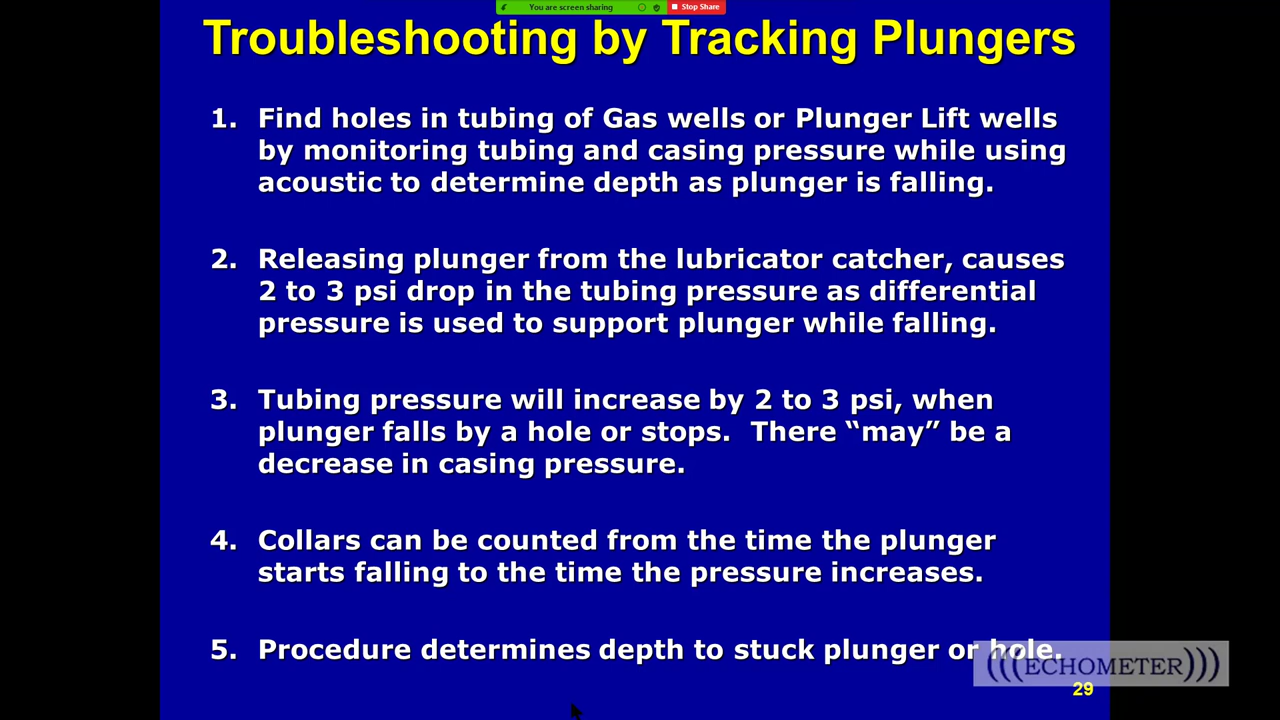 You are screen sharing
Stop Share
Troubleshooting by Tracking Plungers
1. Find holes in tubing of Gas wells or Plunger Lift wells
by monitoring tubing and casing pressure while using
acoustic to determine depth as plunger is falling.
2. Releasing plunger from the lubricator catcher, causes
2 to 3 psi drop in the tubing pressure as differential
pressure is used to support plunger while falling.
3. Tubing pressure will increase by 2 to 3 psi, when
plunger falls by a hole or stops. There “may” be a
decrease in casing pressure.
4. Collars can be counted from the time the plunger
starts falling to the time the pressure increases.
5. Procedure determines depth to stuck plunger or hole.
(((ECHOMETER)))
29